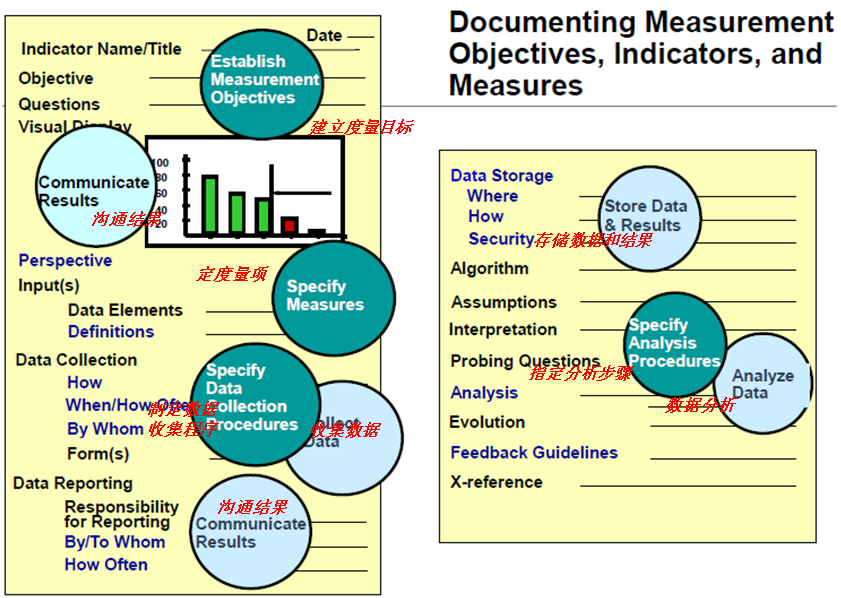 Documenting Measurement
Objectives, Indicators, and
Measures
Date
Indicator Name/Title
Objective
Questions
Visual Display
Establish
Measurement
Objectives
建立度量目标
100
80
60
40
20
Communicate
Results
沟通结果
Perspective
Input(s)
Data Elements
Definitions
定度量项
Specify
Measures
Data Collection
How
When/How Often
By Whom
Form(s)
Specify
Data
Collection
Procedures
制定数据
收集程序
Collect
Data
收集数据
Data Reporting
Responsibility
for Reporting
By/To Whom
How Often
沟通结果
Communicate
Results
Data Storage
Where
How
Security
Store Data
& Results
存储数据和结果
Algorithm
Assumptions
Interpretation
Probing Questions
Analysis
Evolution
Feedback Guidelines
X-reference
Specify
Analysis
Procedures
指定分析步骤
Analyze
Data
数据分析